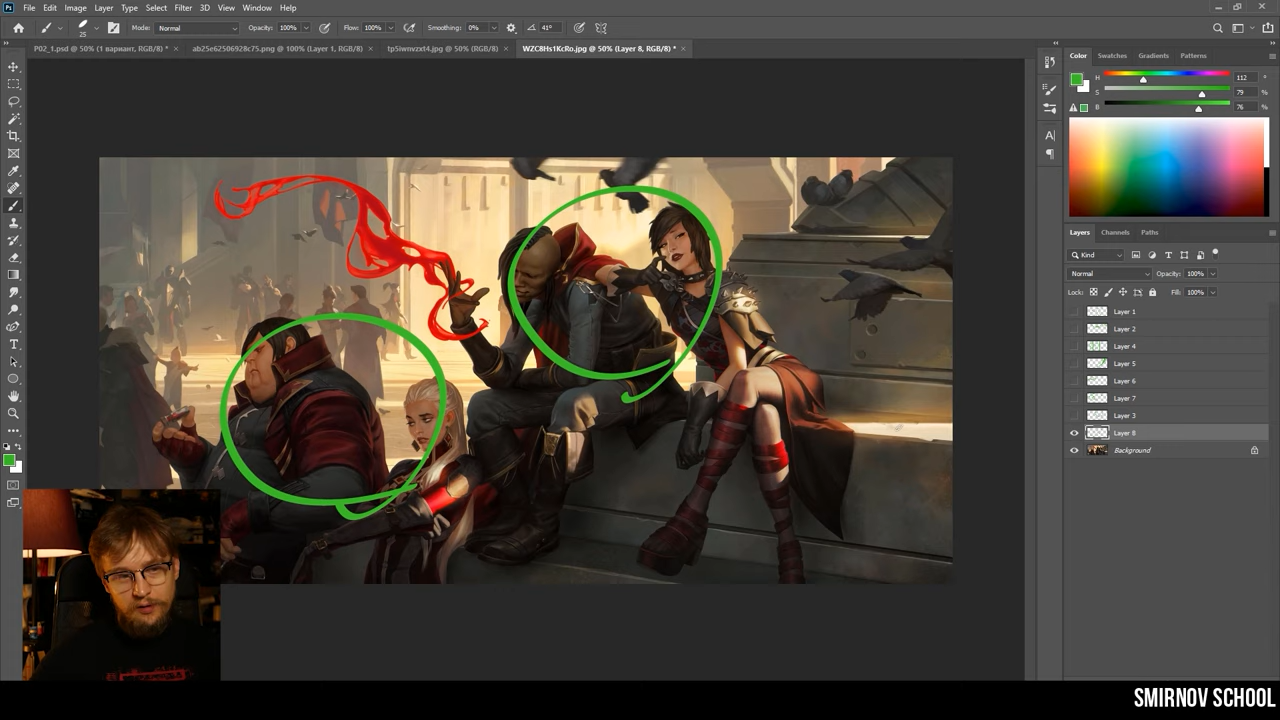 Ps File Edit Image Layer Type Select Filter 3D View Window Help
25 Mode: Normal Opacity: 100% Flow: 100% Smoothing: 0% 41°
P02_1.psd @ 50% (1 вариант, RGB/8) * × ab25e62506928c75.png @ 100% (Layer 1, RGB/8) × tp5iwnvzxt4.jpg @ 50% (RGB/8) × WZC8Hs1KcRo.jpg @ 50% (Layer 8, RGB/8) * ×
Color Swatches Gradients Patterns
H 112 °
S 79 %
B 76 %
Layers Channels Paths
Kind
Normal Opacity: 100%
Lock: Fill: 100%
Layer 1
Layer 2
Layer 4
Layer 5
Layer 6
Layer 7
Layer 3
Layer 8
Background
SMIRNOV SCHOOL